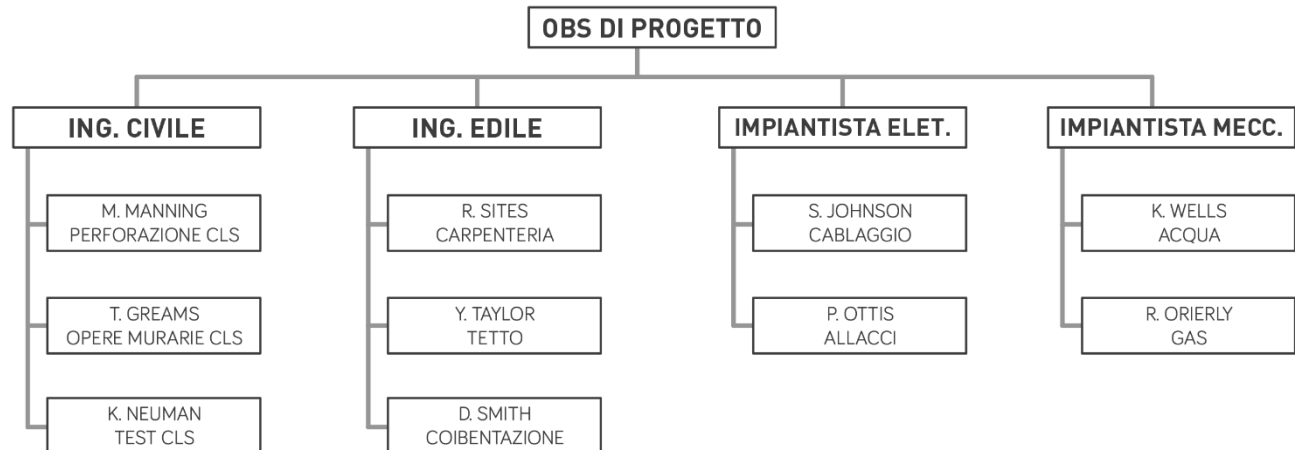 OBS DI PROGETTO
ING. CIVILE
ING. EDILE
IMPIANTISTA ELET.
IMPIANTISTA MECC.
M. MANNING
PERFORAZIONE CLS
R. SITES
CARPENTERIA
S. JOHNSON
CABLAGGIO
K. WELLS
ACQUA
T. GREAMS
OPERE MURARIE CLS
Y. TAYLOR
TETTO
P. OTTIS
ALLACCI
R. ORIERLY
GAS
K. NEUMAN
TEST CLS
D. SMITH
COIBENTAZIONE